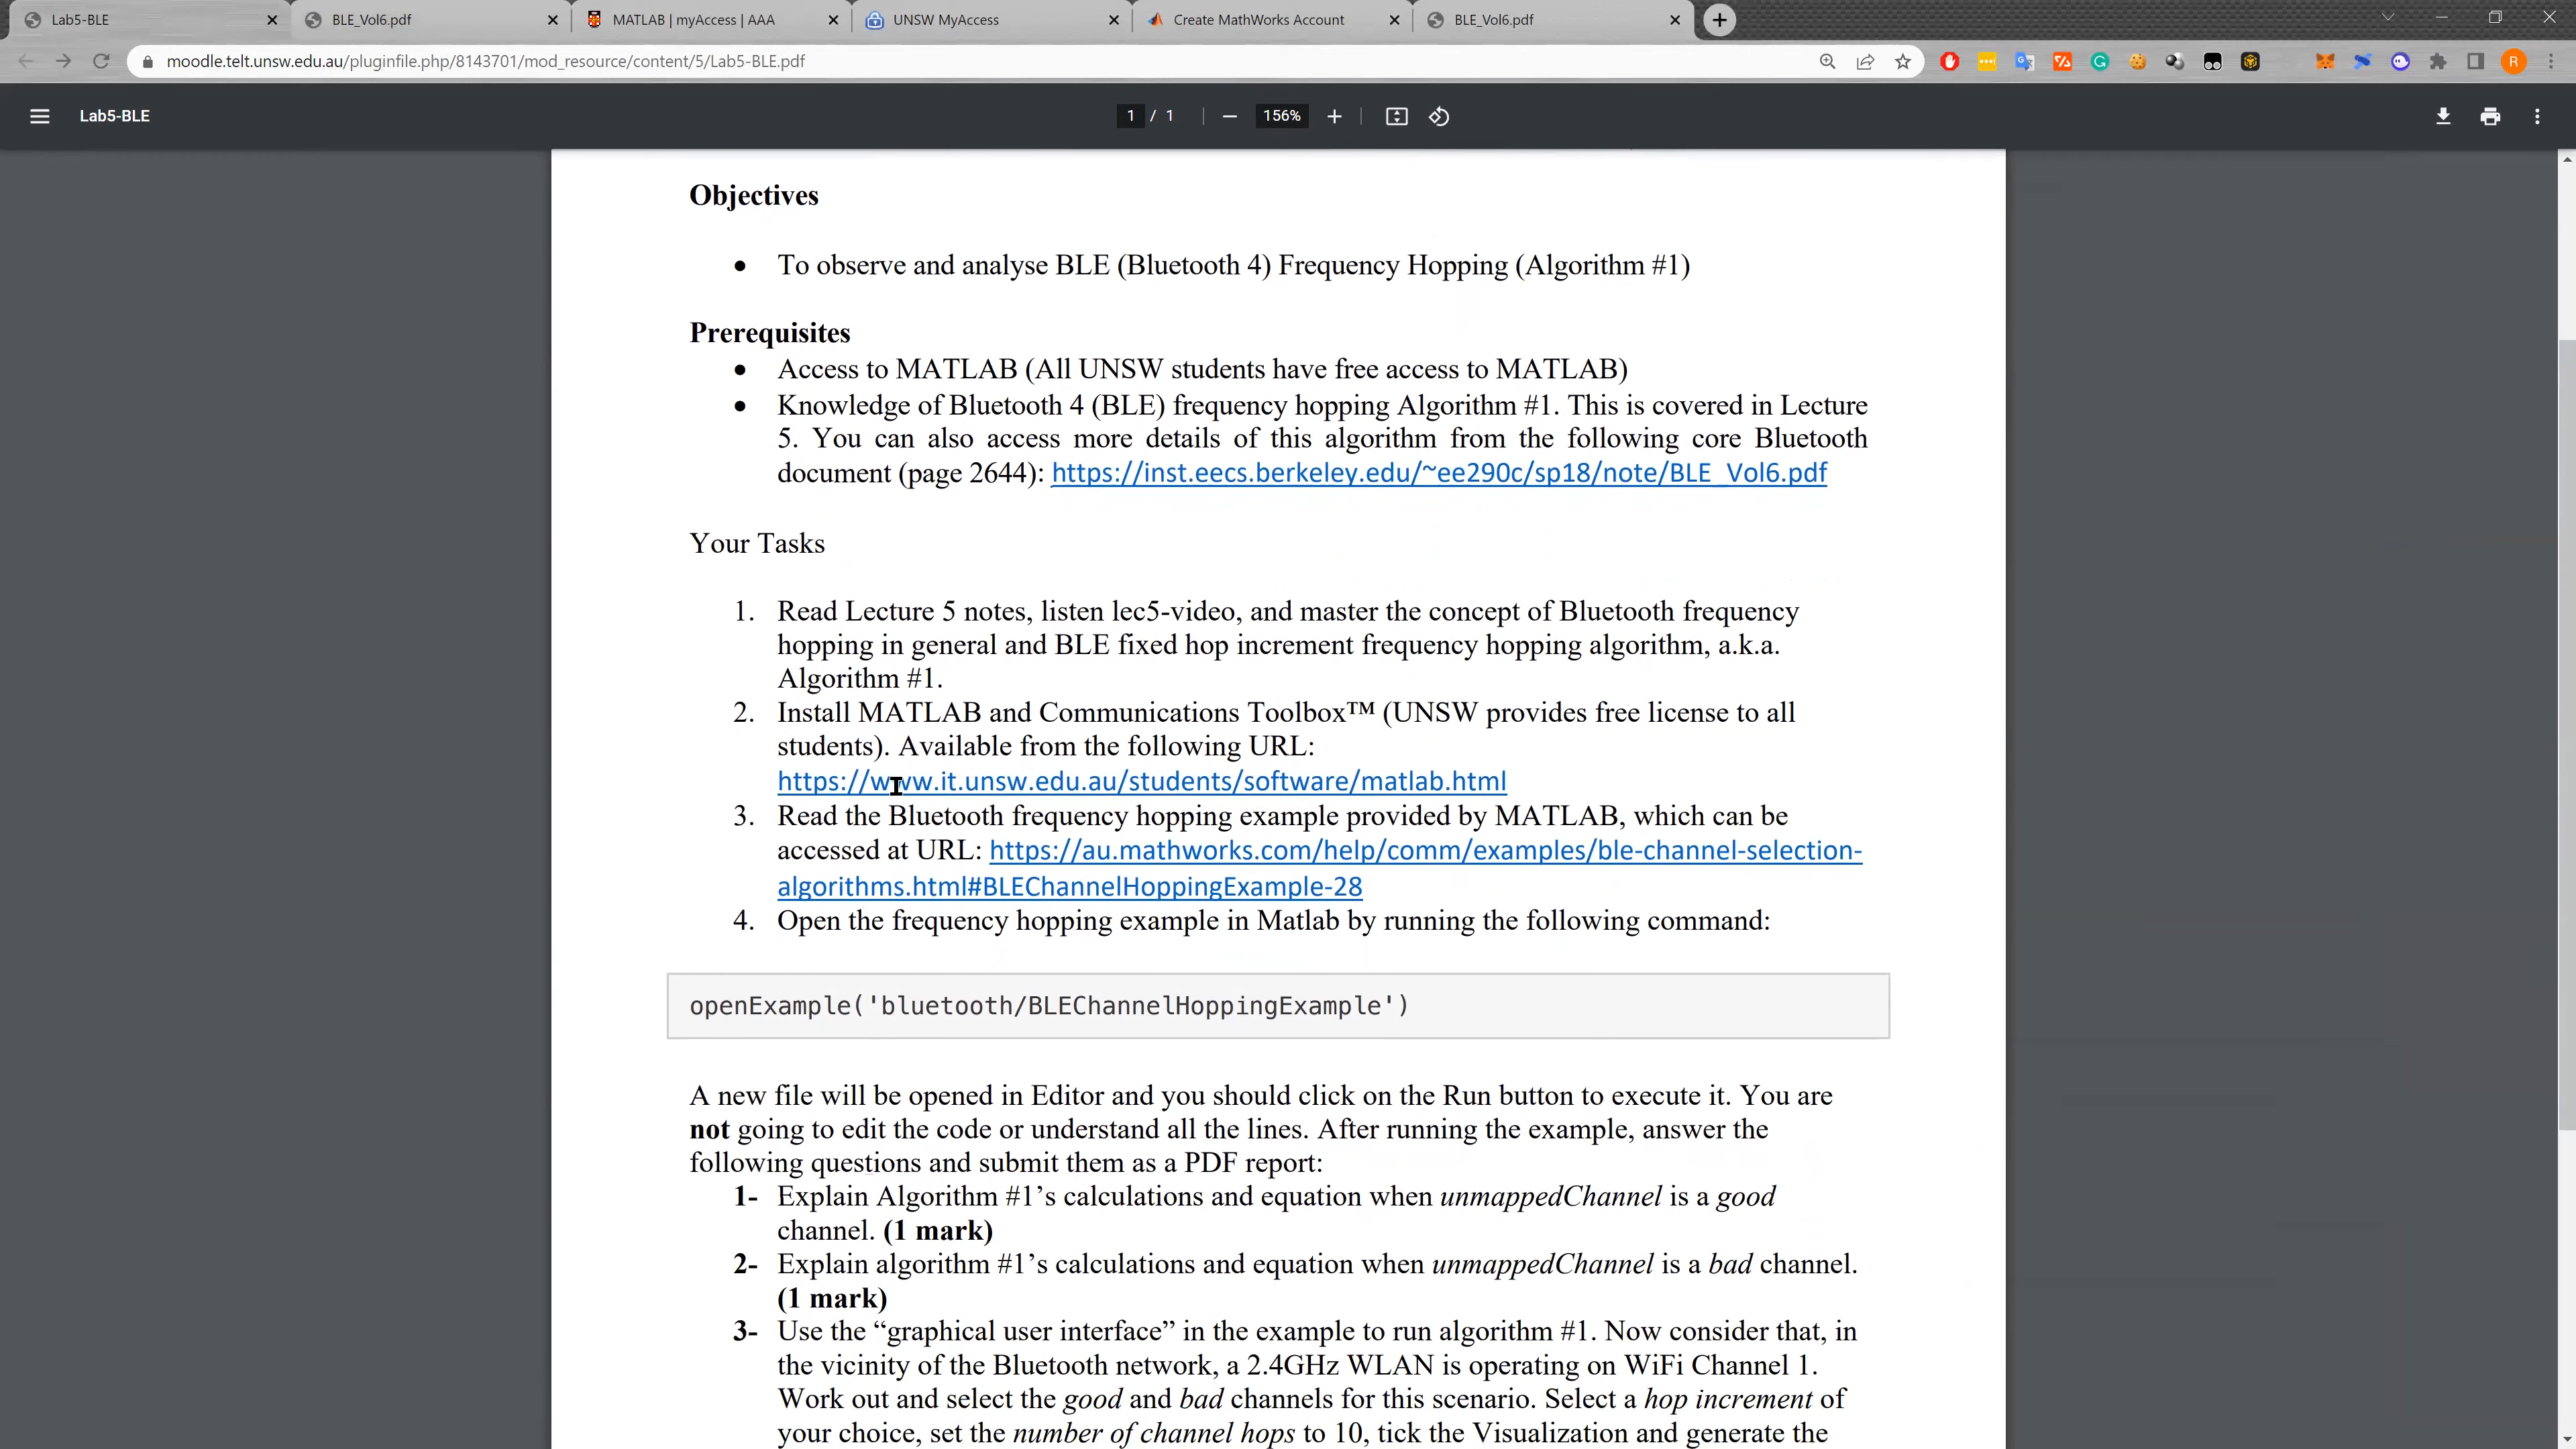 Lab5-BLE
BLE_Vol6.pdf
MATLAB | myAccess | AAA
UNSW MyAccess
Create MathWorks Account
BLE_Vol6.pdf
moodle.telt.unsw.edu.au/pluginfile.php/8143701/mod_resource/content/5/Lab5-BLE.pdf
R
Lab5-BLE
1 / 1
156%
Objectives
• To observe and analyse BLE (Bluetooth 4) Frequency Hopping (Algorithm #1)
Prerequisites
• Access to MATLAB (All UNSW students have free access to MATLAB)
• Knowledge of Bluetooth 4 (BLE) frequency hopping Algorithm #1. This is covered in Lecture
5. You can also access more details of this algorithm from the following core Bluetooth
document (page 2644): https://inst.eecs.berkeley.edu/~ee290c/sp18/note/BLE_Vol6.pdf
Your Tasks
1. Read Lecture 5 notes, listen lec5-video, and master the concept of Bluetooth frequency
hopping in general and BLE fixed hop increment frequency hopping algorithm, a.k.a.
Algorithm #1.
2. Install MATLAB and Communications Toolbox™ (UNSW provides free license to all
students). Available from the following URL:
https://www.it.unsw.edu.au/students/software/matlab.html
3. Read the Bluetooth frequency hopping example provided by MATLAB, which can be
accessed at URL: https://au.mathworks.com/help/comm/examples/ble-channel-selection-
algorithms.html#BLEChannelHoppingExample-28
4. Open the frequency hopping example in Matlab by running the following command:
openExample('bluetooth/BLEChannelHoppingExample')
A new file will be opened in Editor and you should click on the Run button to execute it. You are
not going to edit the code or understand all the lines. After running the example, answer the
following questions and submit them as a PDF report:
1- Explain Algorithm #1’s calculations and equation when unmappedChannel is a good
channel. (1 mark)
2- Explain algorithm #1’s calculations and equation when unmappedChannel is a bad channel.
(1 mark)
3- Use the “graphical user interface” in the example to run algorithm #1. Now consider that, in
the vicinity of the Bluetooth network, a 2.4GHz WLAN is operating on WiFi Channel 1.
Work out and select the good and bad channels for this scenario. Select a hop increment of
your choice, set the number of channel hops to 10, tick the Visualization and generate the